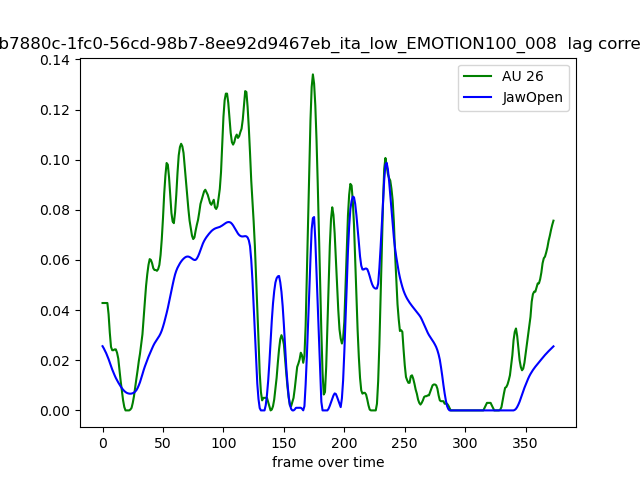 b7880c-1fc0-56cd-98b7-8ee92d9467eb_ita_low_EMOTION100_008 lag corre
0.14
0.12
0.10
0.08
0.06
0.04
0.02
0.00
AU 26
JawOpen
0 50 100 150 200 250 300 350
frame over time